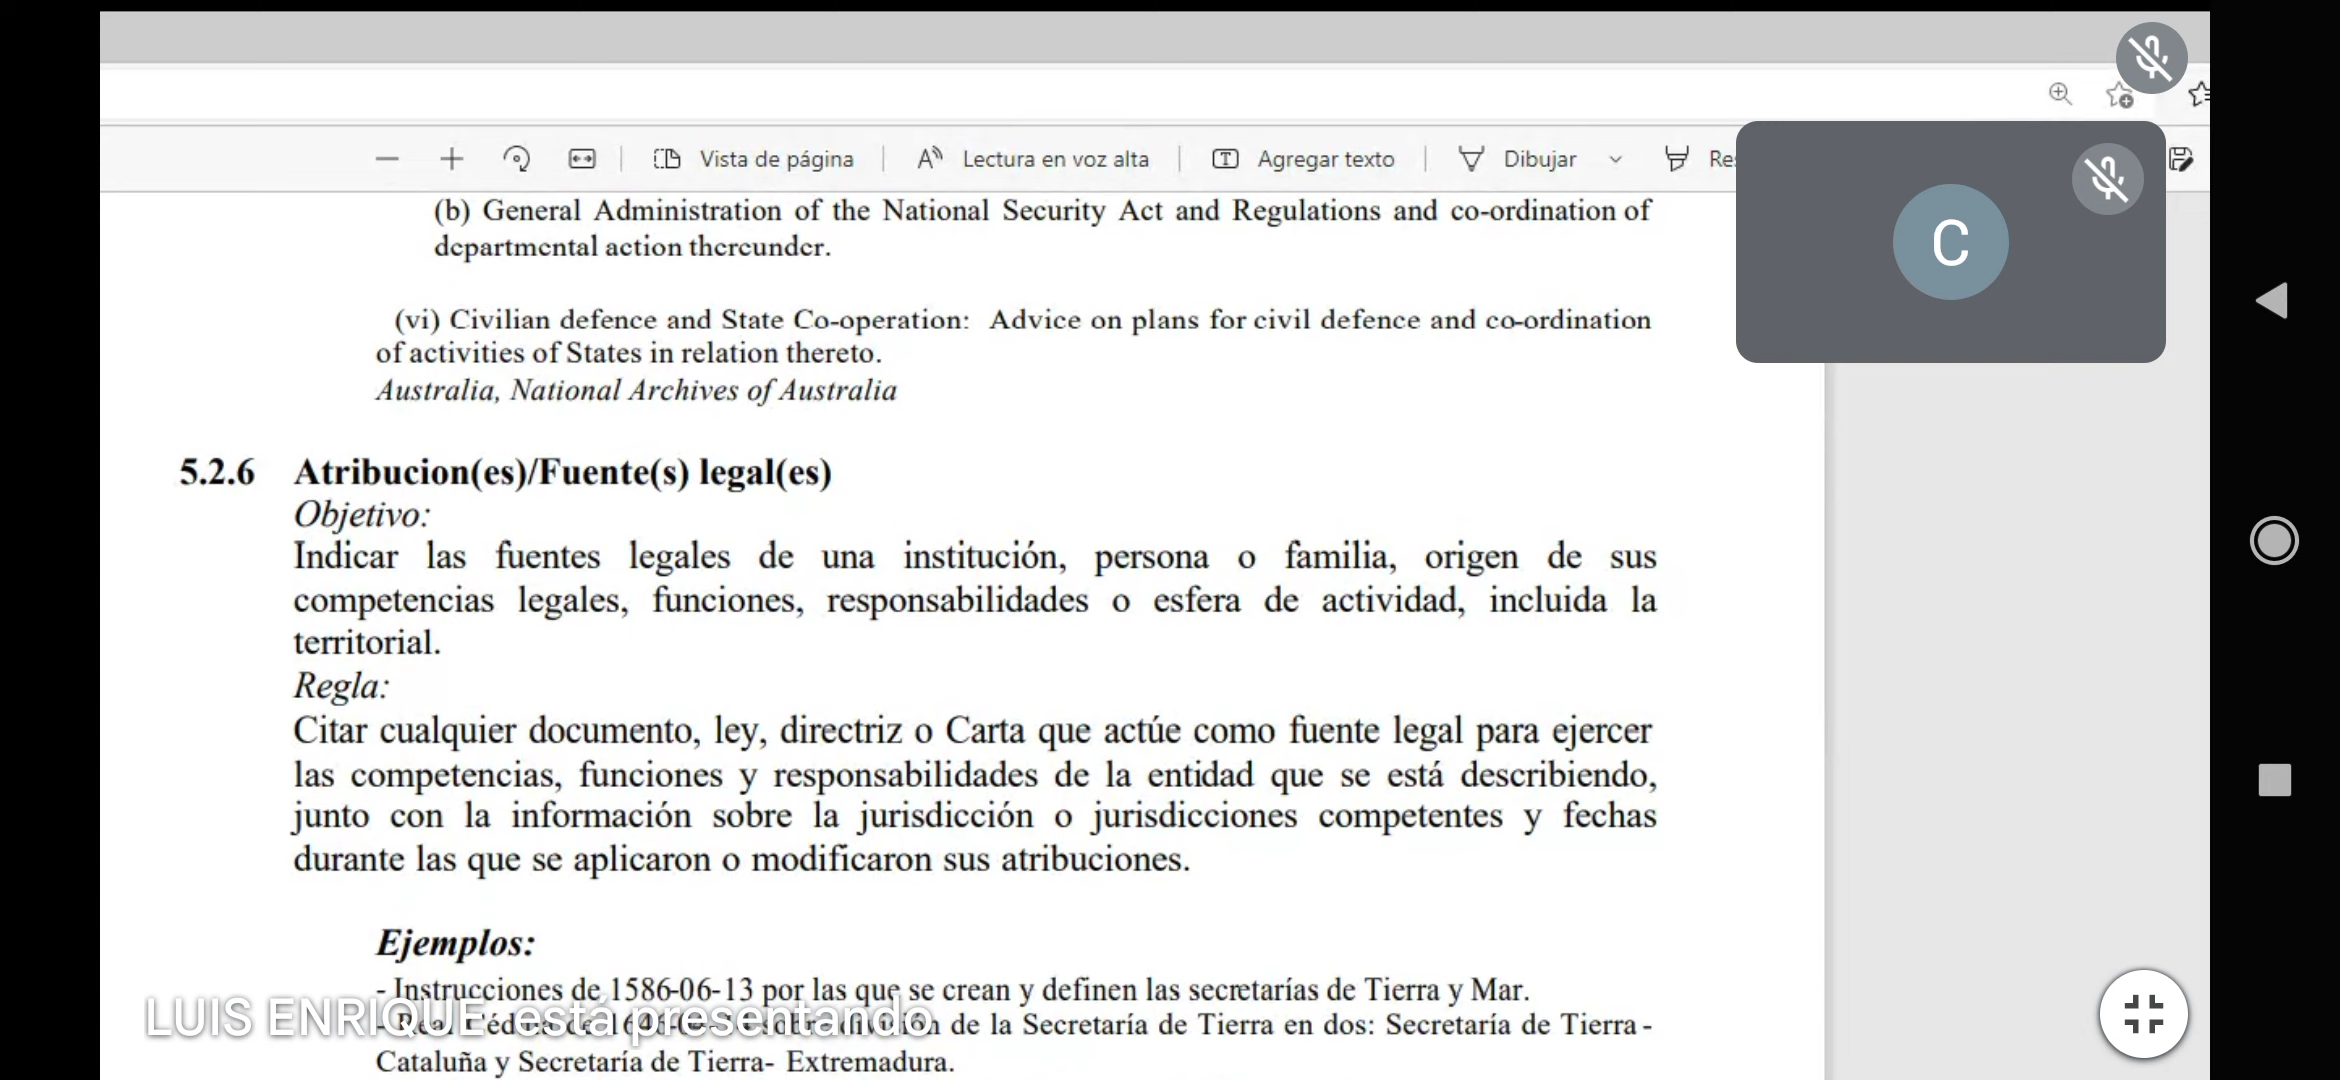 Vista de página
Lectura en voz alta
Agregar texto
Dibujar
(b) General Administration of the National Security Act and Regulations and co-ordination of
departmental action thereunder.
C
(vi) Civilian defence and State Co-operation: Advice on plans for civil defence and co-ordination
of activities of States in relation thereto.
Australia, National Archives of Australia
5.2.6 Atribucion(es)/Fuente(s) legal(es)
Objetivo:
Indicar las fuentes legales de una institución, persona o familia, origen de sus
competencias legales, funciones, responsabilidades o esfera de actividad, incluida la
territorial.
Regla:
Citar cualquier documento, ley, directriz o Carta que actúe como fuente legal para ejercer
las competencias, funciones y responsabilidades de la entidad que se está describiendo,
junto con la información sobre la jurisdicción o jurisdicciones competentes y fechas
durante las que se aplicaron o modificaron sus atribuciones.
Ejemplos:
- Instrucciones de 1586-06-13 por las que se crean y definen las secretarías de Tierra y Mar.
LUIS ENRIQUE está presentando
de la Secretaría de Tierra en dos: Secretaría de Tierra -
Cataluña y Secretaría de Tierra- Extremadura.